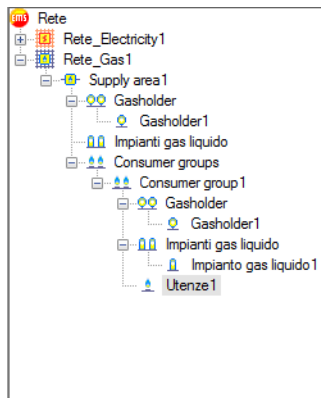 EMS Rete
Rete_Electricity1
Rete_Gas1
Supply area1
Gasholder
Gasholder1
Impianti gas liquido
Consumer groups
Consumer group1
Gasholder
Gasholder1
Impianti gas liquido
Impianto gas liquido1
Utenze1